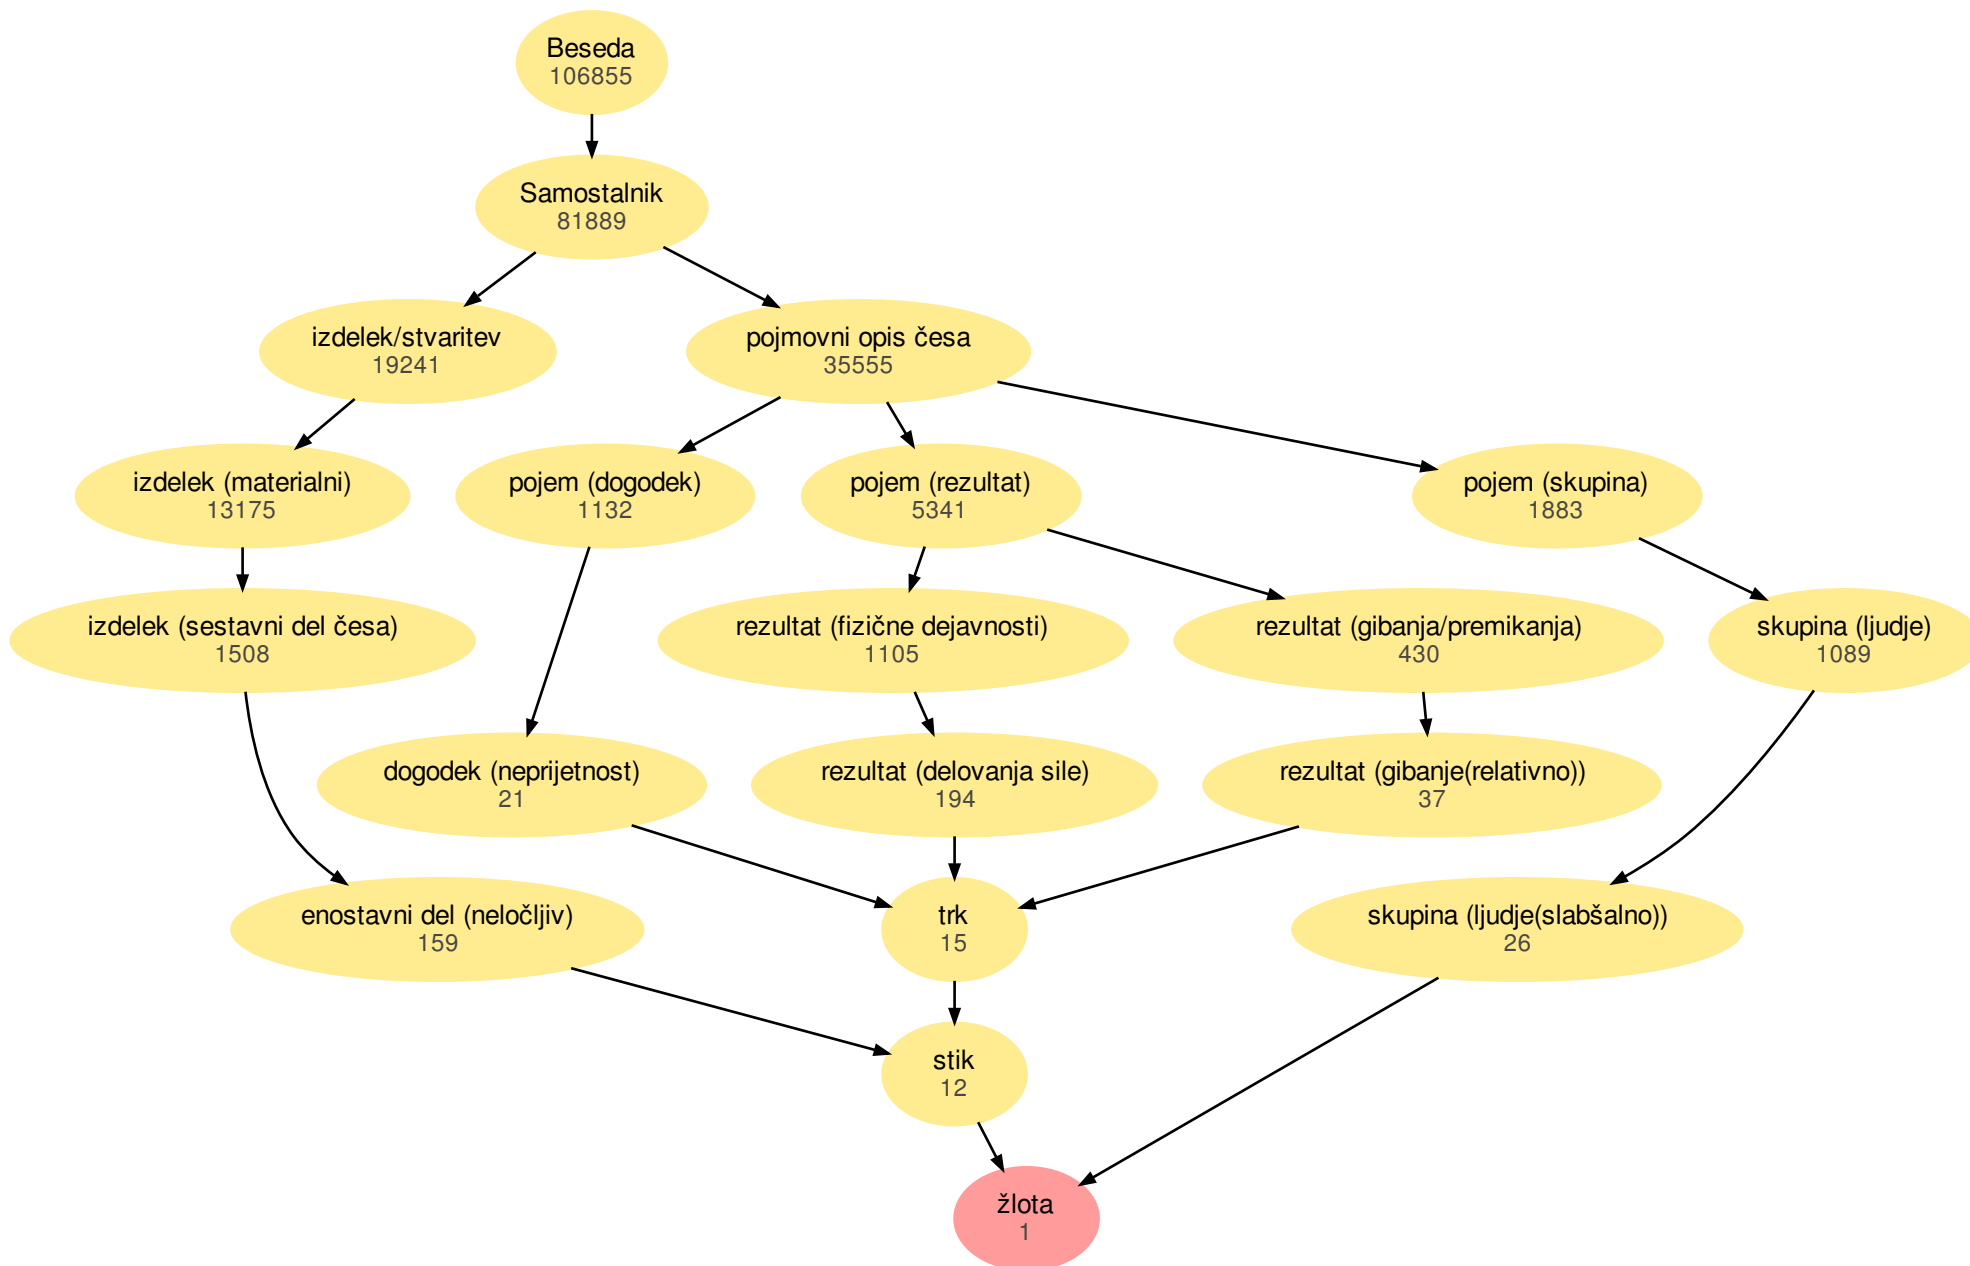 Beseda
106855
Samostalnik
81889
izdelek/stvaritev
19241
pojmovni opis česa
35555
izdelek (materialni)
13175
pojem (dogodek)
1132
pojem (rezultat)
5341
pojem (skupina)
1883
izdelek (sestavni del česa)
1508
rezultat (fizične dejavnosti)
1105
rezultat (gibanja/premikanja)
430
skupina (ljudje)
1089
dogodek (neprijetnost)
21
rezultat (delovanja sile)
194
rezultat (gibanje(relativno))
37
enostavni del (neločljiv)
159
trk
15
skupina (ljudje(slabšalno))
26
stik
12
žlota
1